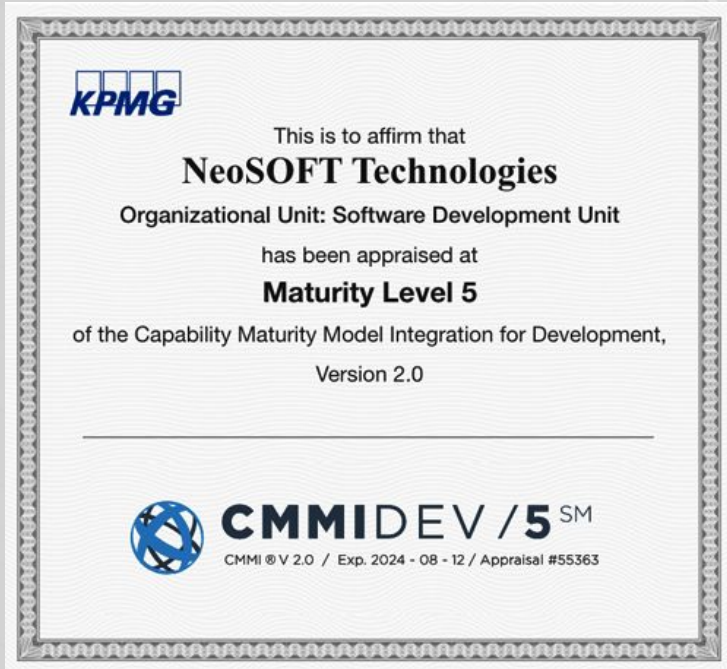 KPMG
This is to affirm that
NeoSOFT Technologies
Organizational Unit: Software Development Unit
has been appraised at
Maturity Level 5
of the Capability Maturity Model Integration for Development,
Version 2.0
CMMIDEV /5 SM
CMMI ® V 2.0 / Exp. 2024 - 08 - 12 / Appraisal #55363